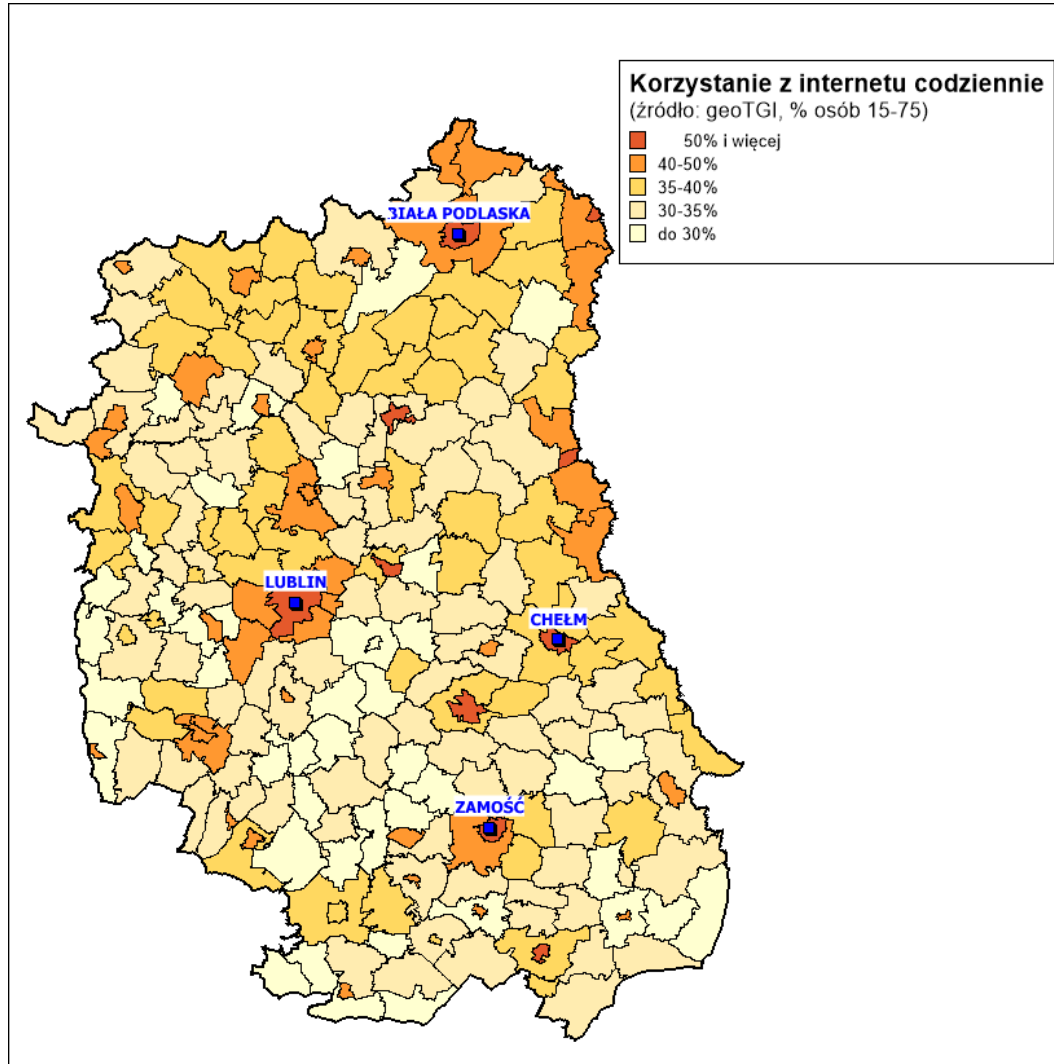 Korzystanie z internetu codziennie
(źródło: geoTGI, % osób 15-75)
50% i więcej
40-50%
35-40%
30-35%
do 30%
BIAŁA PODLASKA
LUBLIN
CHEŁM
ZAMOŚĆ